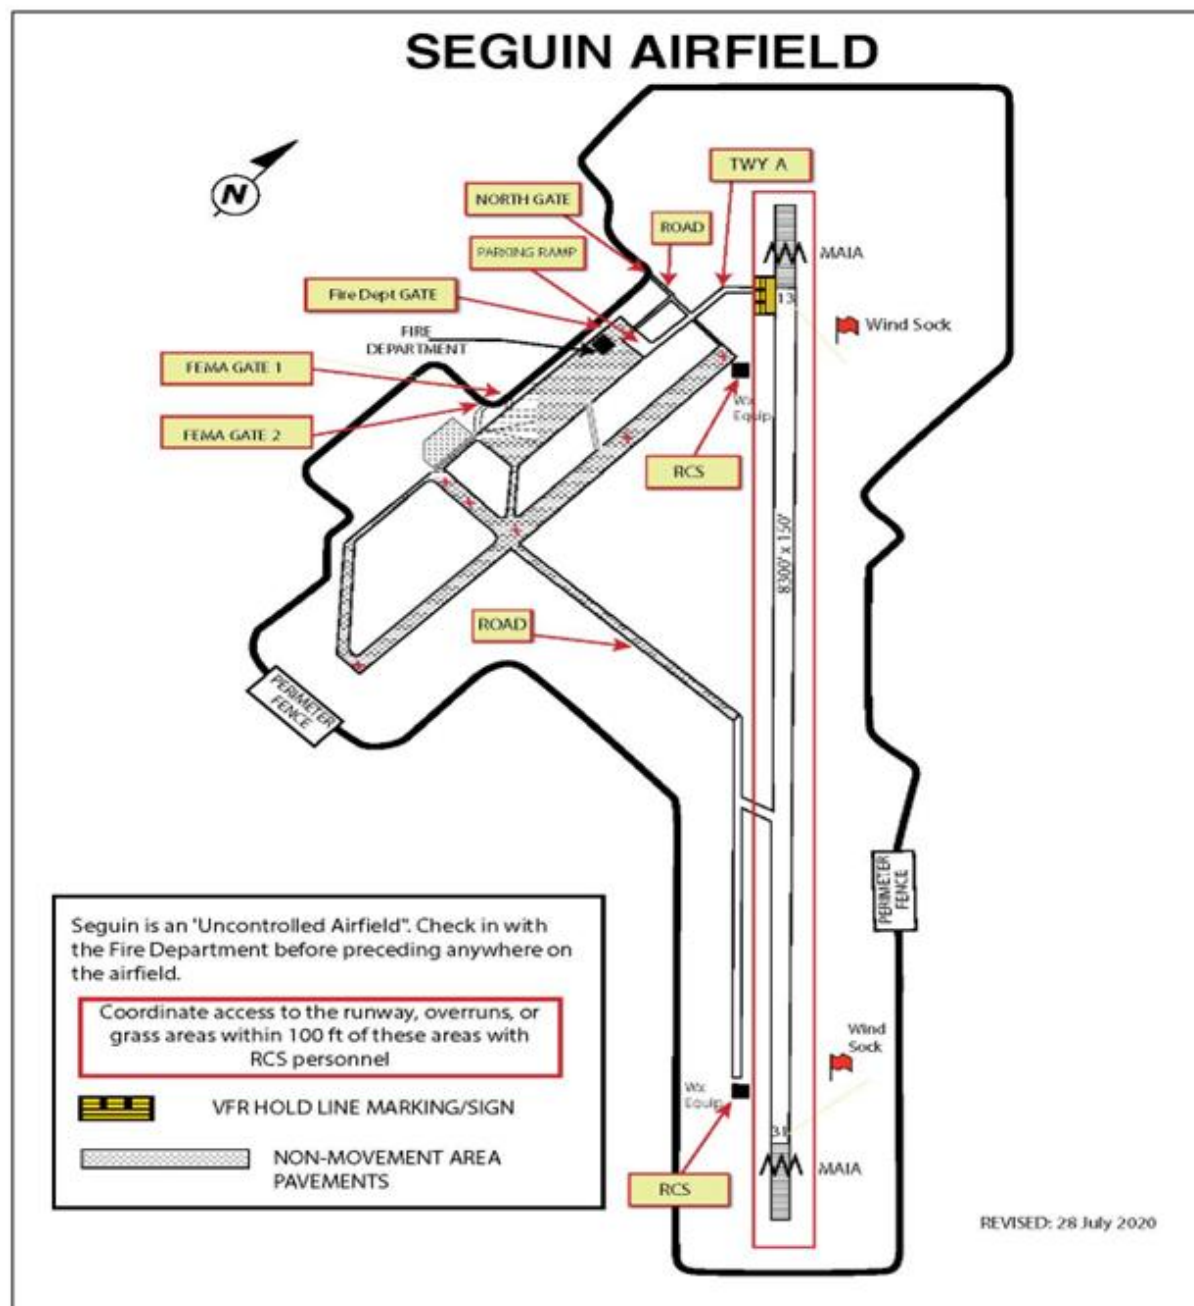 SEGUIN AIRFIELD
N
TWY A
NORTH GATE
ROAD
PARKING RAMP
MAIA
Fire Dept GATE
13
Wind Sock
FIRE
DEPARTMENT
FEMA GATE 1
Wx
Equip
FEMA GATE 2
RCS
8300' x 150'
ROAD
PERIMETER
FENCE
PERIMETER
FENCE
Seguin is an "Uncontrolled Airfield". Check in with
the Fire Department before preceding anywhere on
the airfield.
Coordinate access to the runway, overruns, or
grass areas within 100 ft of these areas with
RCS personnel
VFR HOLD LINE MARKING/SIGN
NON-MOVEMENT AREA
PAVEMENTS
Wind
Sock
Wx
Equip
31
MAIA
RCS
REVISED: 28 July 2020